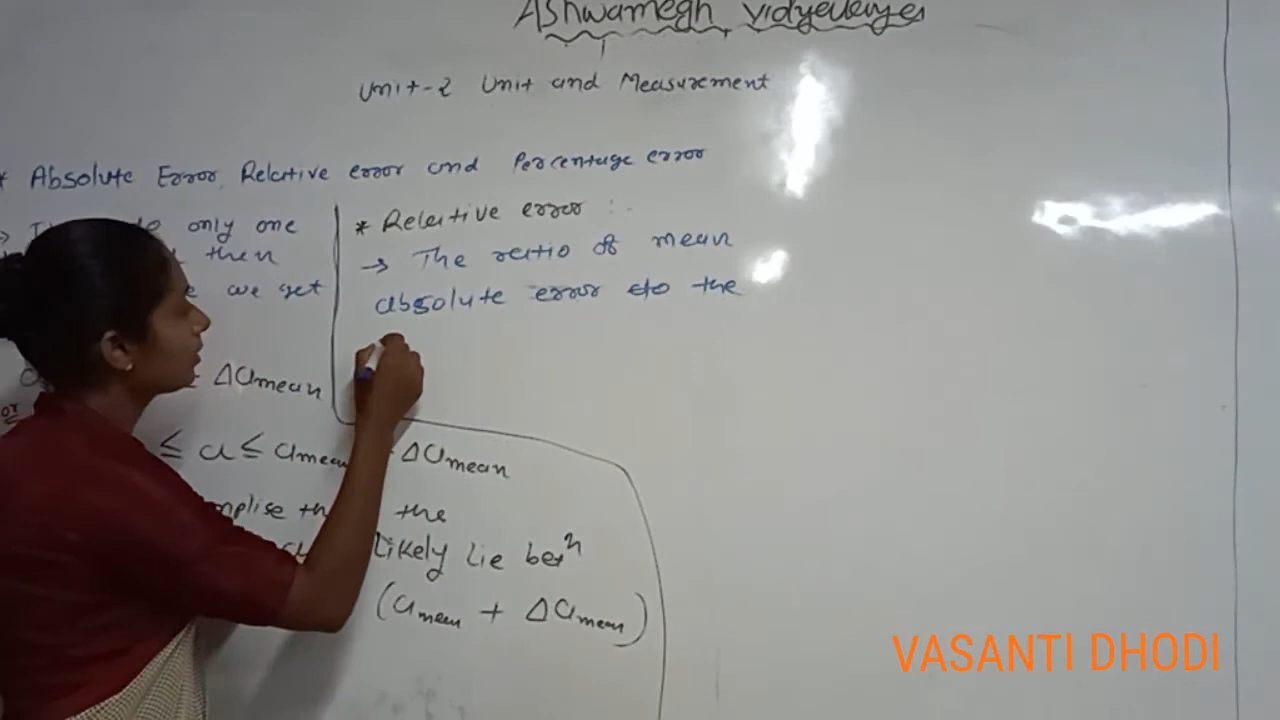 Ashwamegh vidyalaya
Unit-2 Unit and Measurement
* Absolute Error, Relative error and Percentage error
only one
then
we get
Δamean
or
≤ a ≤ amean + Δamean
the
likely lie betn
(amean + Δamean)
* Relative error :-
→ The ratio of mean
absolute error to the
VASANTI DHODI